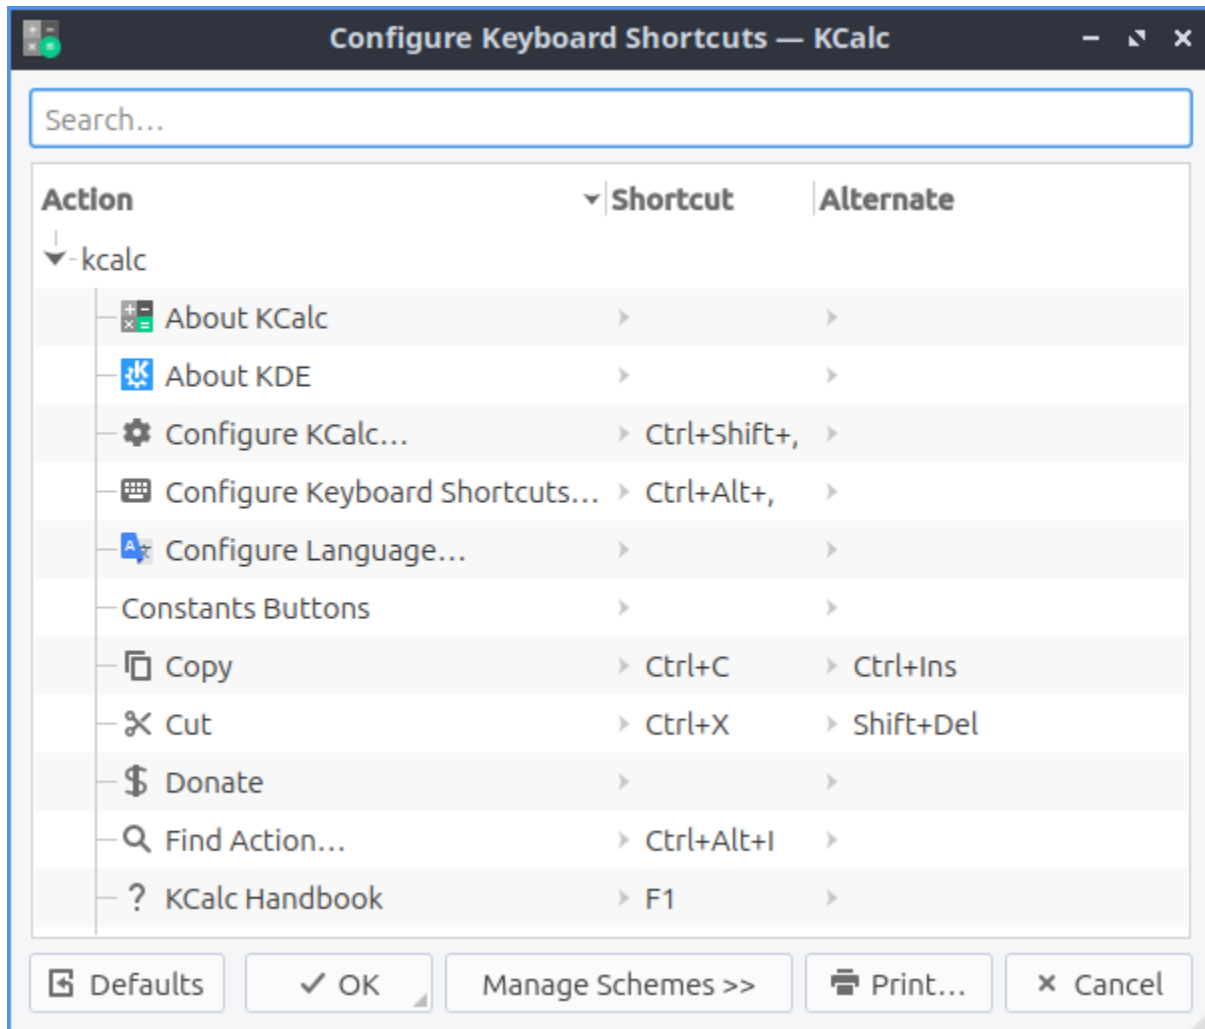 Configure Keyboard Shortcuts — KCalc
Search...
Action Shortcut Alternate
kcalc
About KCalc
About KDE
Configure KCalc... Ctrl+Shift+,
Configure Keyboard Shortcuts... Ctrl+Alt+,
Configure Language...
Constants Buttons
Copy Ctrl+C Ctrl+Ins
Cut Ctrl+X Shift+Del
Donate
Find Action... Ctrl+Alt+I
KCalc Handbook F1
Defaults OK Manage Schemes >> Print... Cancel